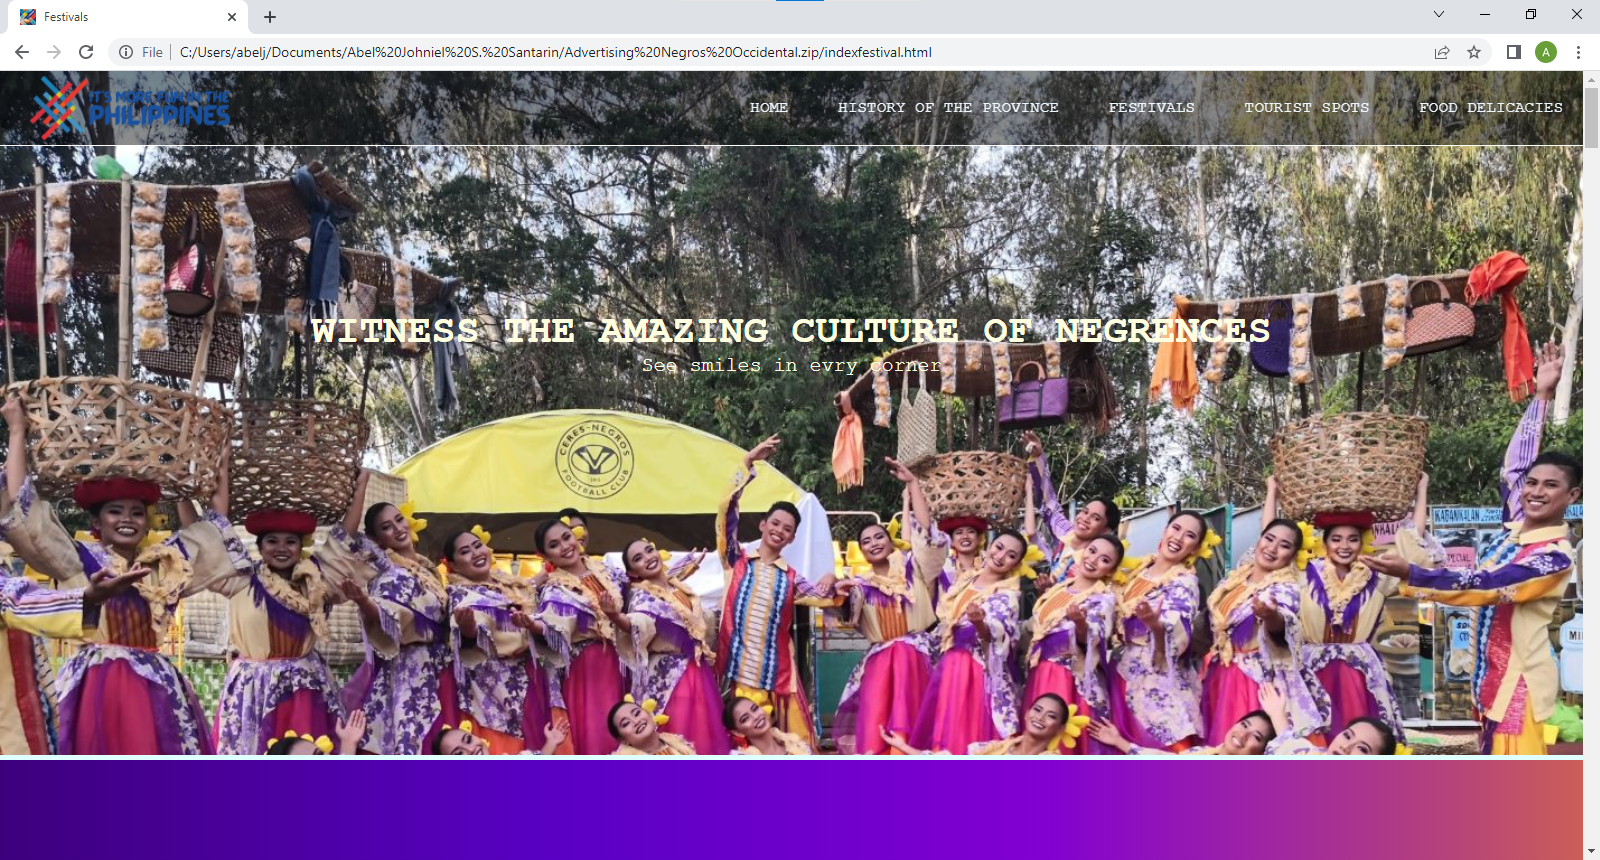 Festivals
File
C:/Users/abelj/Documents/Abel%20Johniel%20S.%20Santarin/Advertising%20Negros%20Occidental.zip/indexfestival.html
A
IT'S MORE FUN IN THE
PHILIPPINES
HOME HISTORY OF THE PROVINCE FESTIVALS TOURIST SPOTS FOOD DELICACIES
WITNESS THE AMAZING CULTURE OF NEGRENCES
See smiles in evry corner
CERES-NEGROS
FOOTBALL CLUB
KABANKALAN